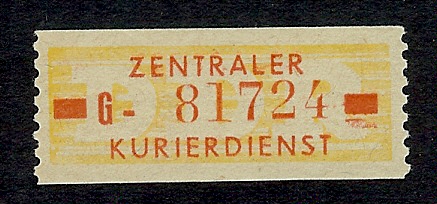 ZENTRALER
G- 81724
KURIERDIENST